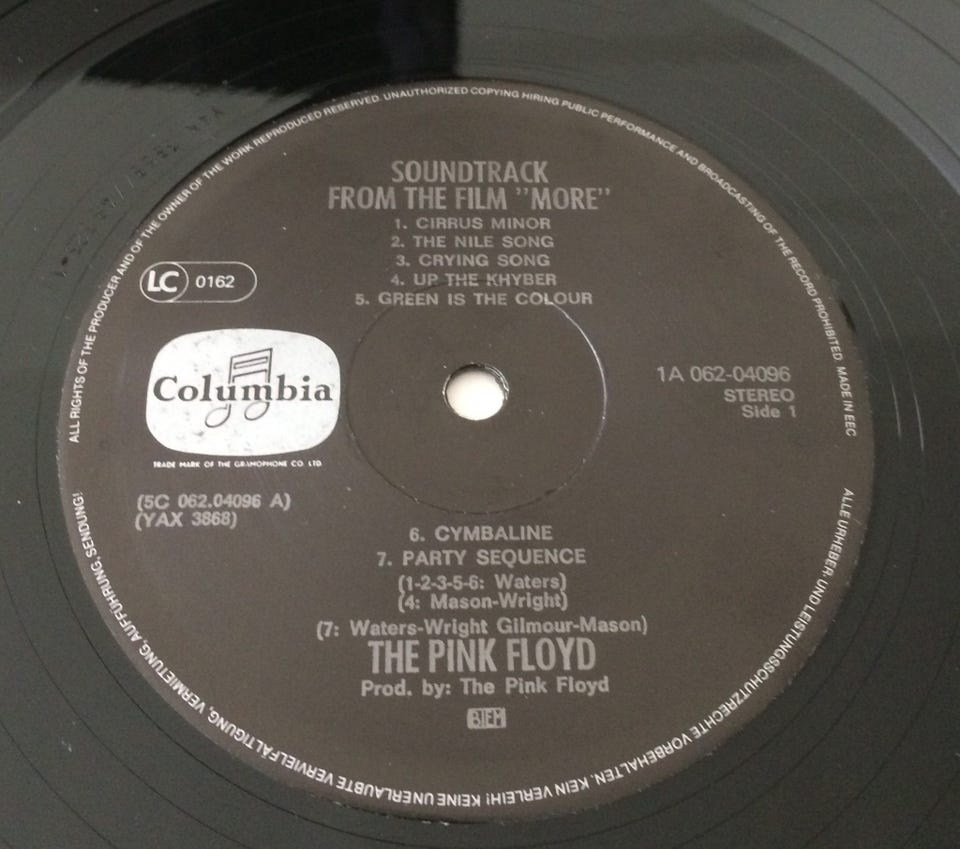 ALL RIGHTS OF THE PRODUCER AND OF THE OWNER OF THE WORK REPRODUCED RESERVED. UNAUTHORIZED COPYING HIRING PUBLIC PERFORMANCE AND BROADCASTING OF THE RECORD PROHIBITED. MADE IN EEC
SOUNDTRACK
FROM THE FILM "MORE"
1. CIRRUS MINOR
2. THE NILE SONG
3. CRYING SONG
4. UP THE KHYBER
5. GREEN IS THE COLOUR
LC 0162
Columbia
TRADE MARK OF THE GRAMOPHONE CO. LTD.
1A 062-04096
STEREO
Side 1
(5C 062.04096 A)
(YAX 3868)
6. CYMBALINE
7. PARTY SEQUENCE
(1-2-3-5-6: Waters)
(4: Mason-Wright)
(7: Waters-Wright Gilmour-Mason)
THE PINK FLOYD
Prod. by: The Pink Floyd
BIEM
ALLE URHEBER- UND LEISTUNGSSCHUTZRECHTE VORBEHALTEN. KEIN VERLEIH! KEINE UNERLAUBTE VERVIELFÄLTIGUNG, VERMIETUNG, AUFFÜHRUNG, SENDUNG!